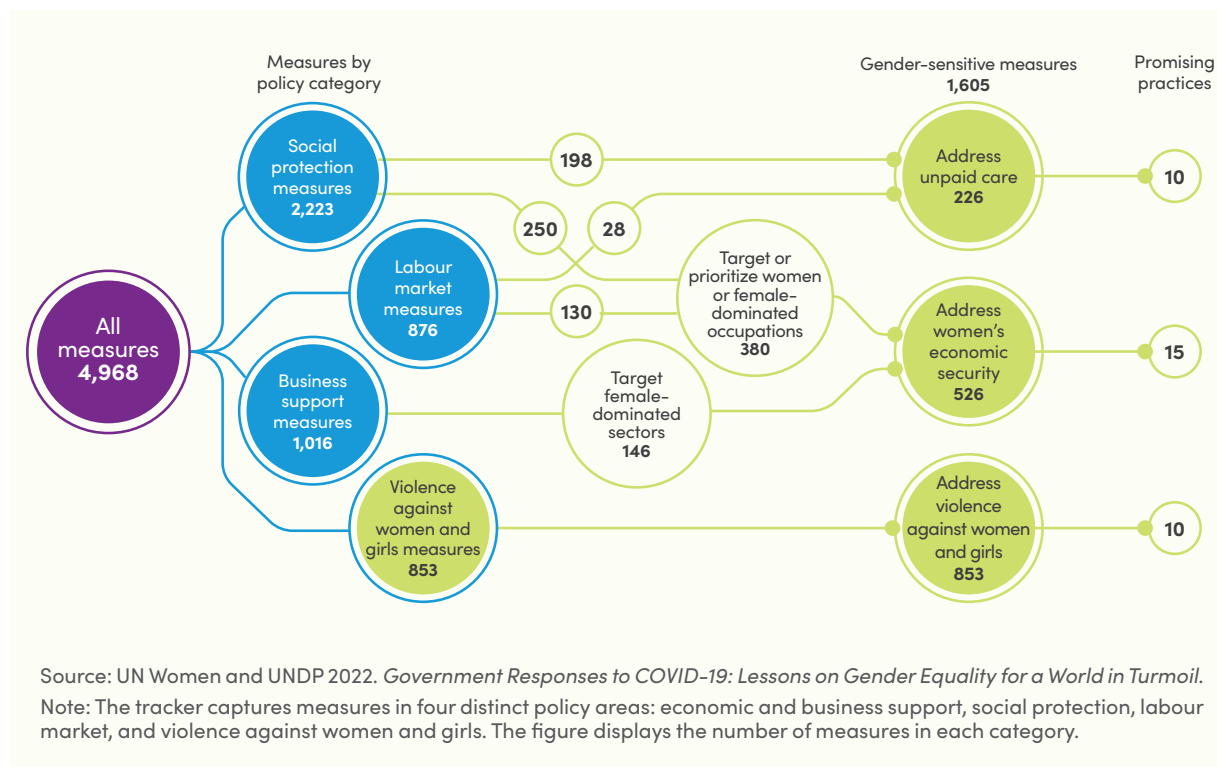 Measures by
policy category
Gender-sensitive measures
1,605
Promising
practices
All
measures
4,968
Social
protection
measures
2,223
Labour
market
measures
876
Business
support
measures
1,016
Violence
against
women and
girls measures
853
198
250
28
130
Target or
prioritize women
or female-
dominated
occupations
380
Target
female-
dominated
sectors
146
Address
unpaid care
226
Address
women's
economic
security
526
Address
violence
against women
and girls
853
10
15
10
Source: UN Women and UNDP 2022. Government Responses to COVID-19: Lessons on Gender Equality for a World in Turmoil.
Note: The tracker captures measures in four distinct policy areas: economic and business support, social protection, labour
market, and violence against women and girls. The figure displays the number of measures in each category.